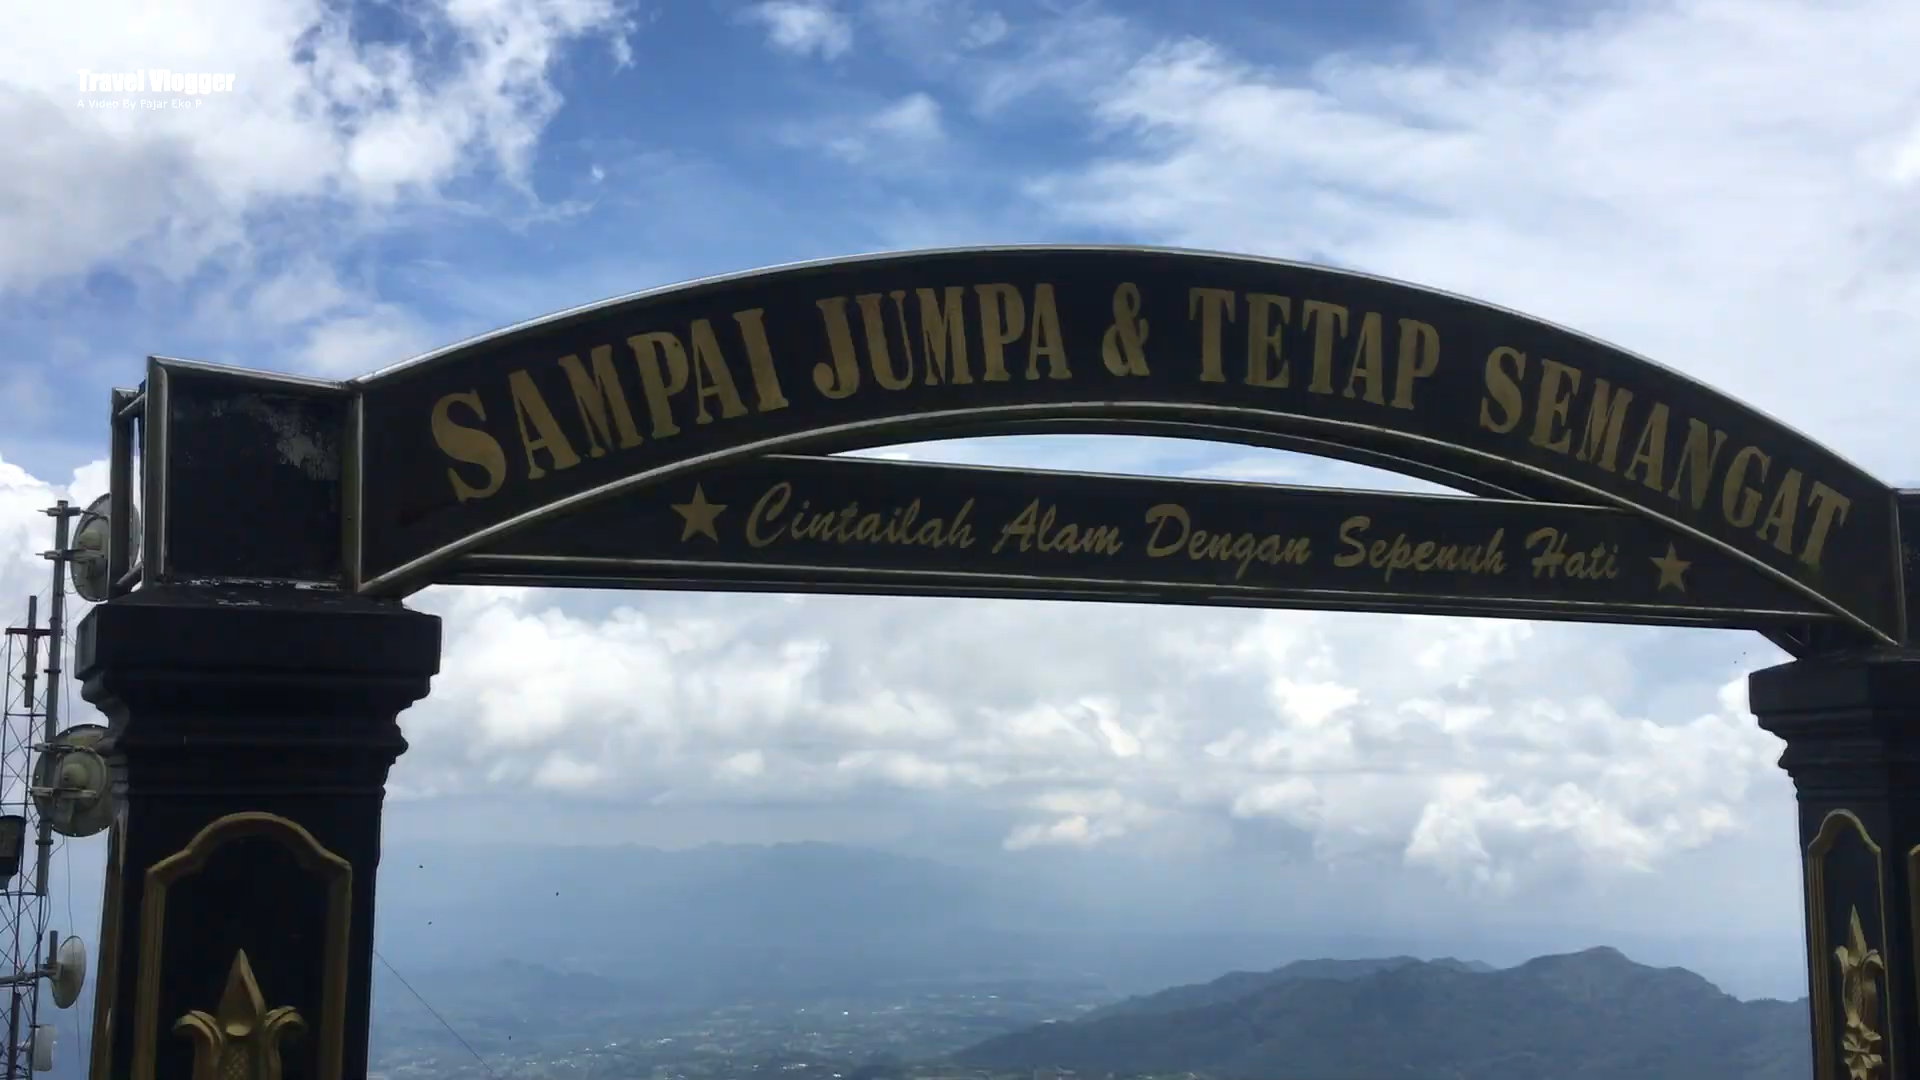 Travel Vlogger
A Video By Fajar Eko P
SAMPAI JUMPA & TETAP SEMANGAT
Cintailah Alam Dengan Sepenuh Hati